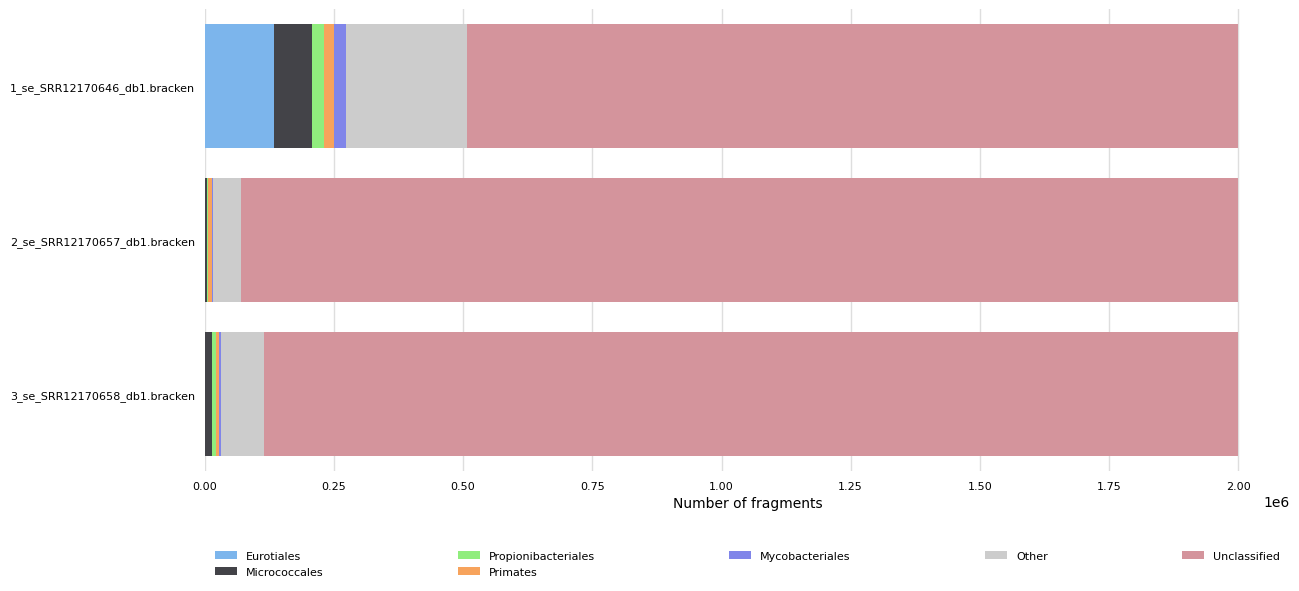 1_se_SRR12170646_db1.bracken
2_se_SRR12170657_db1.bracken
3_se_SRR12170658_db1.bracken
0.00 0.25 0.50 0.75 1.00 1.25 1.50 1.75 2.00
Number of fragments 1e6
Eurotiales Propionibacteriales Mycobacteriales Other Unclassified
Micrococcales Primates